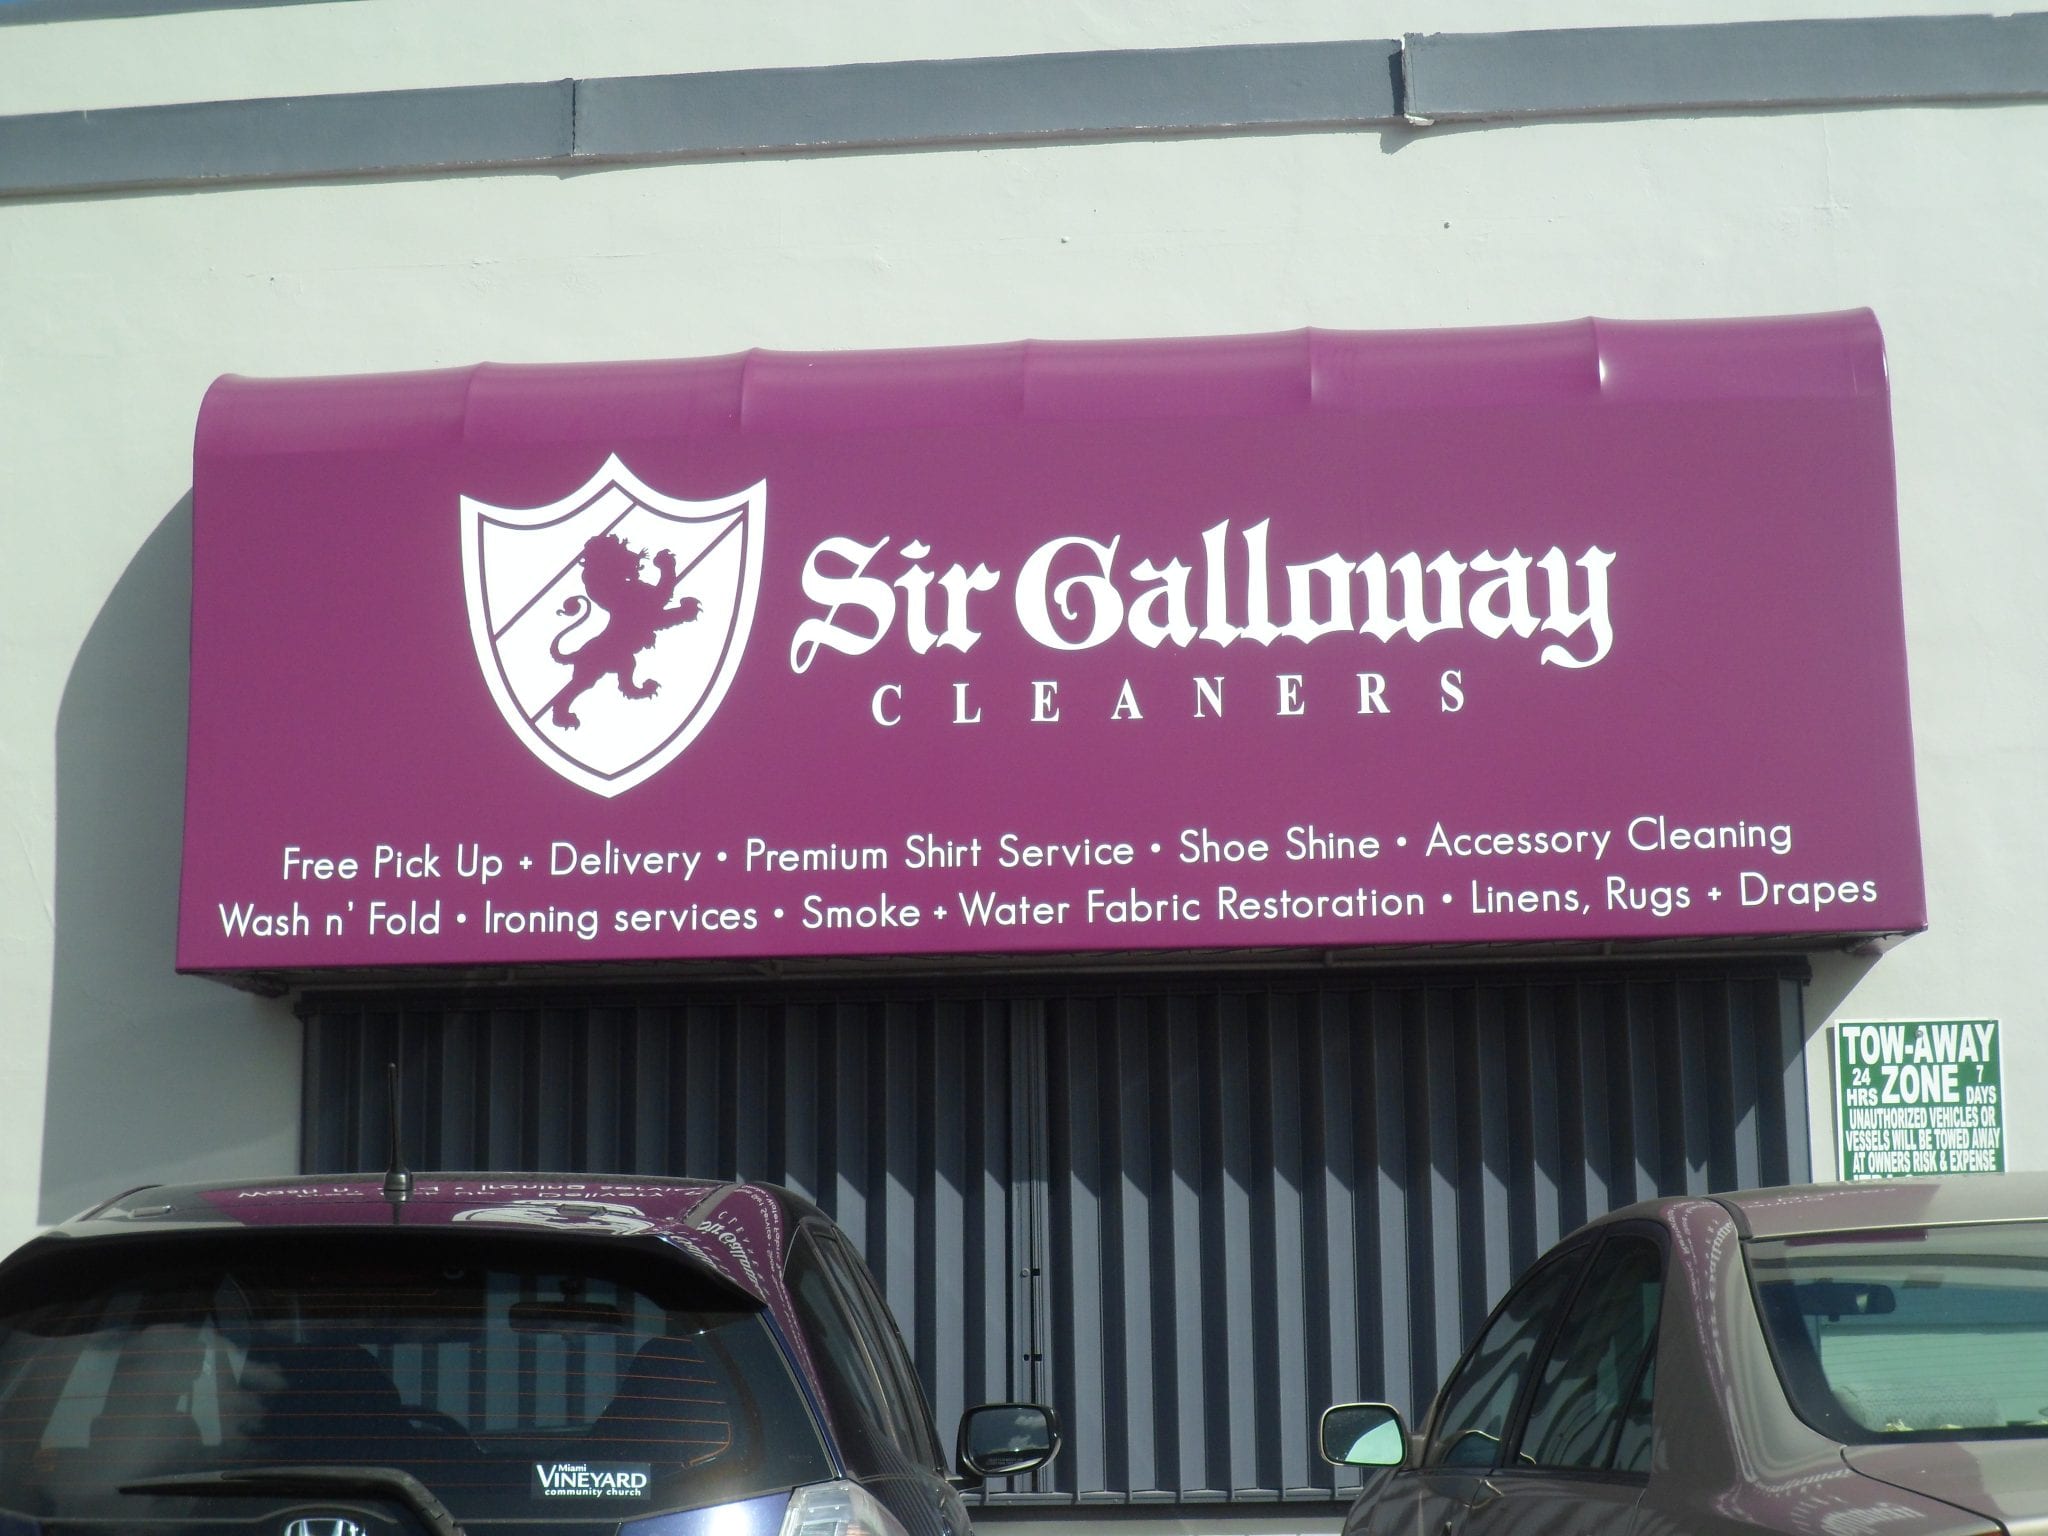 Sir Galloway
CLEANERS
Free Pick Up + Delivery • Premium Shirt Service • Shoe Shine • Accessory Cleaning
Wash n' Fold • Ironing services • Smoke + Water Fabric Restoration • Linens, Rugs + Drapes
TOW-AWAY
24 HRS ZONE 7 DAYS
UNAUTHORIZED VEHICLES OR
VESSELS WILL BE TOWED AWAY
AT OWNERS RISK & EXPENSE
Miami
VINEYARD
community church